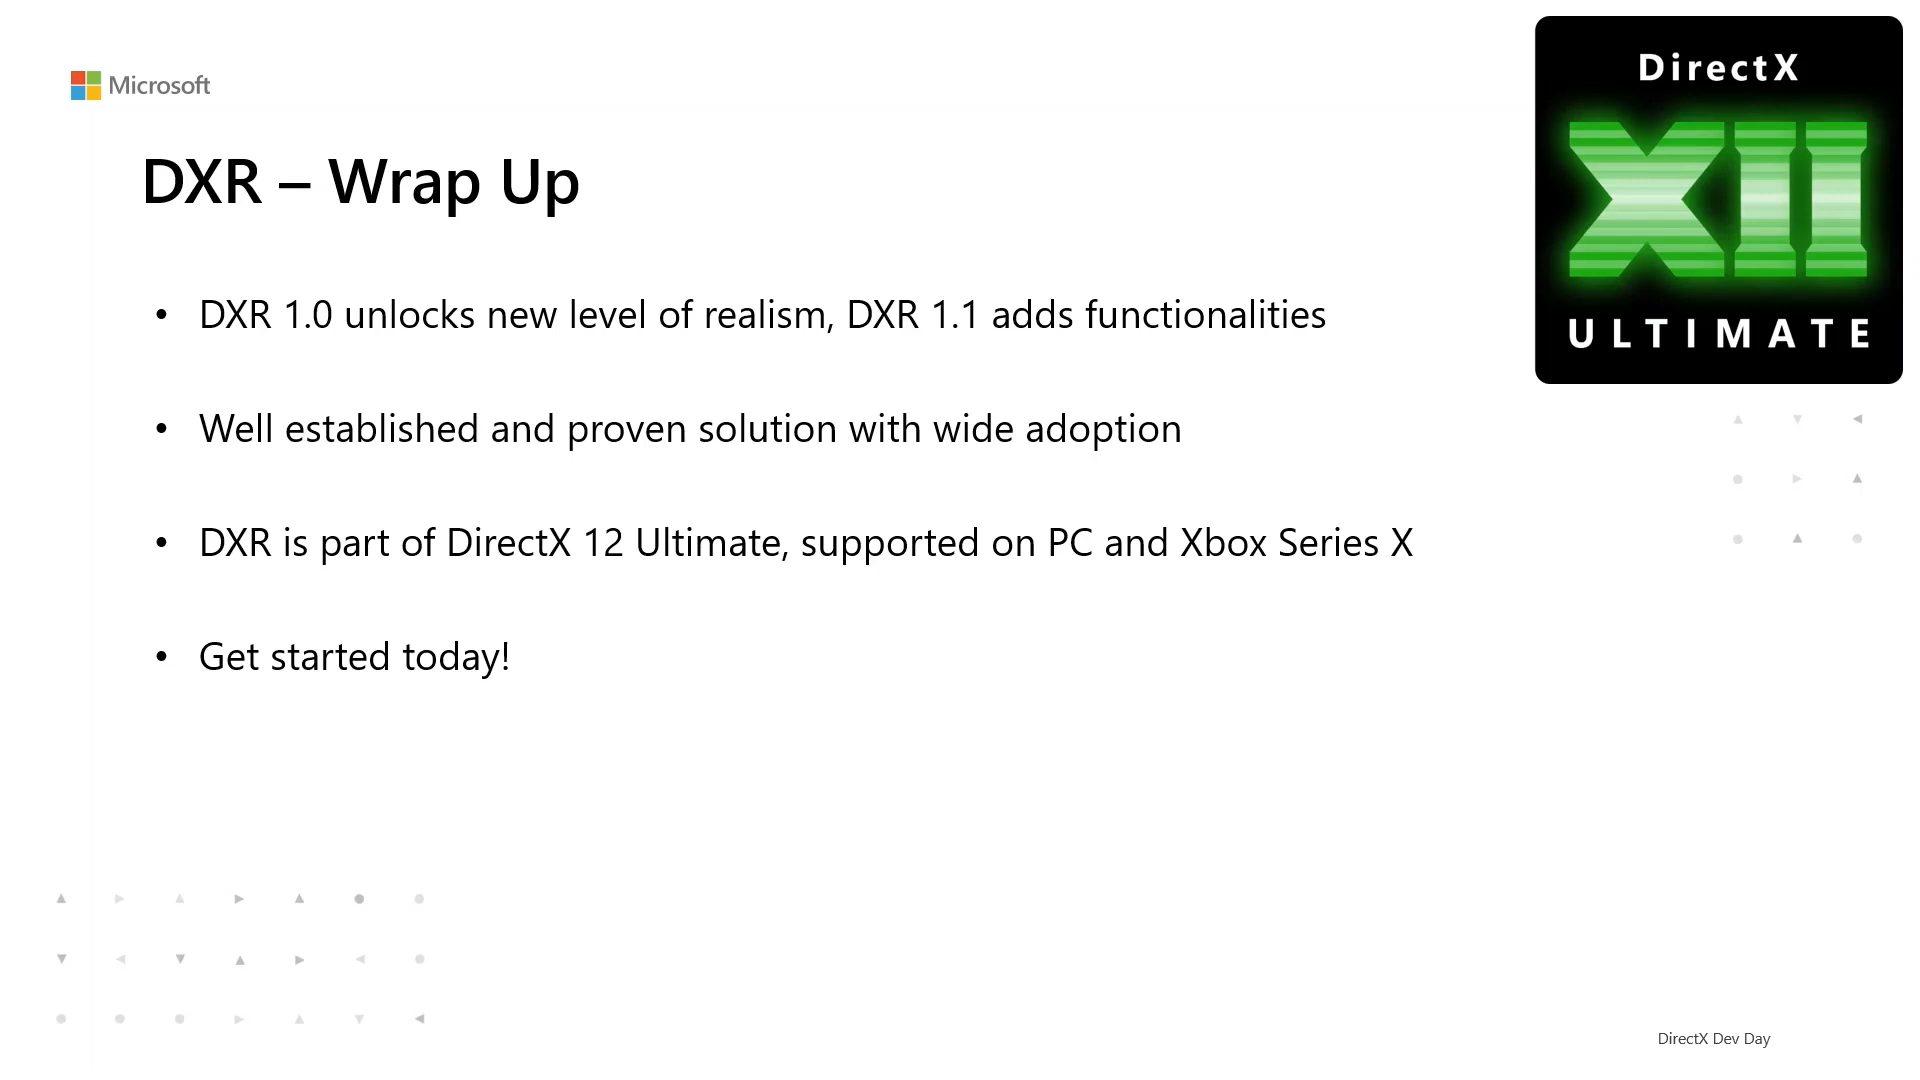 Microsoft
DirectX
XII
ULTIMATE
DXR – Wrap Up
• DXR 1.0 unlocks new level of realism, DXR 1.1 adds functionalities
• Well established and proven solution with wide adoption
• DXR is part of DirectX 12 Ultimate, supported on PC and Xbox Series X
• Get started today!
DirectX Dev Day